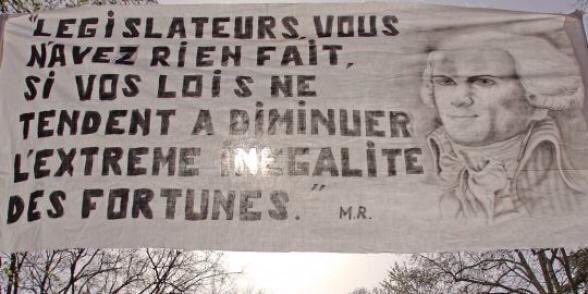 "LEGISLATEURS, VOUS
N'AVEZ RIEN FAIT,
SI VOS LOIS NE
TENDENT A DIMINUER
L'EXTREME INEGALITE
DES FORTUNES."
M.R.